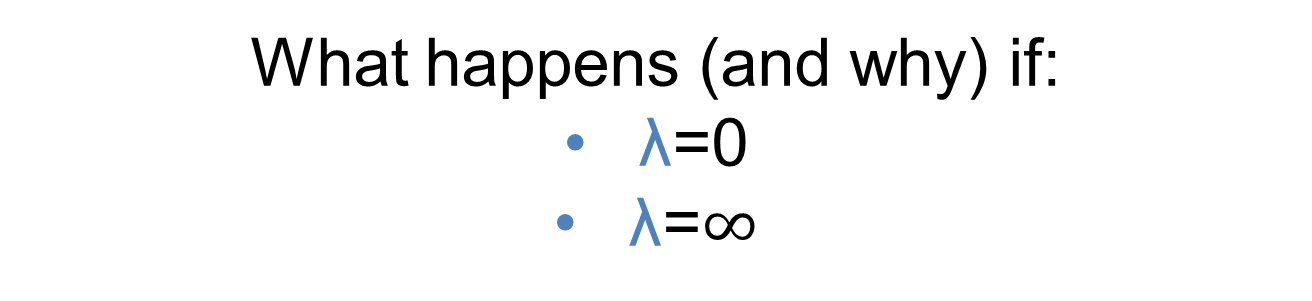 What happens (and why) if:
• λ=0
• λ=∞